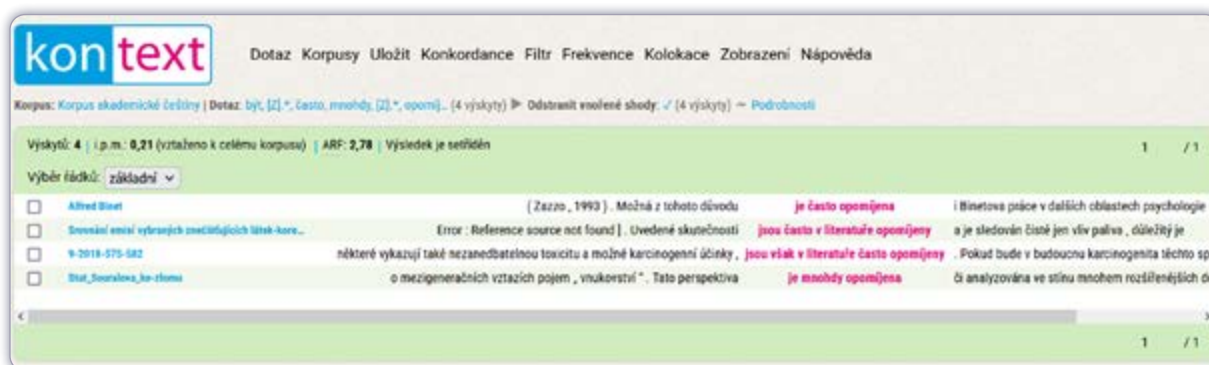 kontext
Dotaz Korpusy Uložit Konkordance Filtr Frekvence Kolokace Zobrazení Nápověda
Korpus: Korpus akademické češtiny | Dotaz: být, [Z].*, často, mnohdy, [Z].*, opomíj… (4 výskyty) ▶ Odstranit vnořené shody: ✓ (4 výskyty) ~ Podrobnosti
Výskytů: 4 | i.p.m.: 0,21 (vztaženo k celému korpusu) | ARF: 2,78 | Výsledek je setříděn
1 / 1
Výběr řádků: základní
Alfred Binet ( Zazzo , 1993 ) . Možná z tohoto důvodu je často opomíjena i Binetova práce v dalších oblastech psychologie
Srovnání emisí vybraných znečišťujících látek-kore… Error : Reference source not found ] . Uvedené skutečnosti jsou často v literatuře opomíjeny a je sledován čistě jen vliv paliva , důležitý je
9-2018-575-582 některé vykazují také nezanedbatelnou toxicitu a možné karcinogenní účinky , jsou však v literatuře často opomíjeny . Pokud bude v budoucnu karcinogenita těchto sp
Stat_Souralova_ke-zlomu o mezigeneračních vztazích pojem , vnukovství " . Tato perspektiva je mnohdy opomíjena či analyzována ve stínu mnohem rozšířenějších
1 / 1